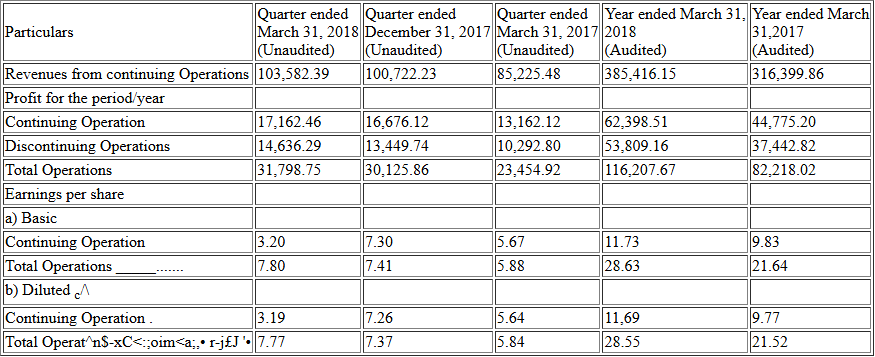 Particulars Quarter ended March 31, 2018 (Unaudited) Quarter ended December 31, 2017 (Unaudited) Quarter ended March 31, 2017 (Unaudited) Year ended March 31, 2018 (Audited) Year ended March 31,2017 (Audited)
Revenues from continuing Operations 103,582.39 100,722.23 85,225.48 385,416.15 316,399.86
Profit for the period/year
Continuing Operation 17,162.46 16,676.12 13,162.12 62,398.51 44,775.20
Discontinuing Operations 14,636.29 13,449.74 10,292.80 53,809.16 37,442.82
Total Operations 31,798.75 30,125.86 23,454.92 116,207.67 82,218.02
Earnings per share
a) Basic
Continuing Operation 3.20 7.30 5.67 11.73 9.83
Total Operations _____....... 7.80 7.41 5.88 28.63 21.64
b) Diluted c/\
Continuing Operation . 3.19 7.26 5.64 11,69 9.77
Total Operat^n$-xC<:;oim<a;,• r-j£J '• 7.77 7.37 5.84 28.55 21.52